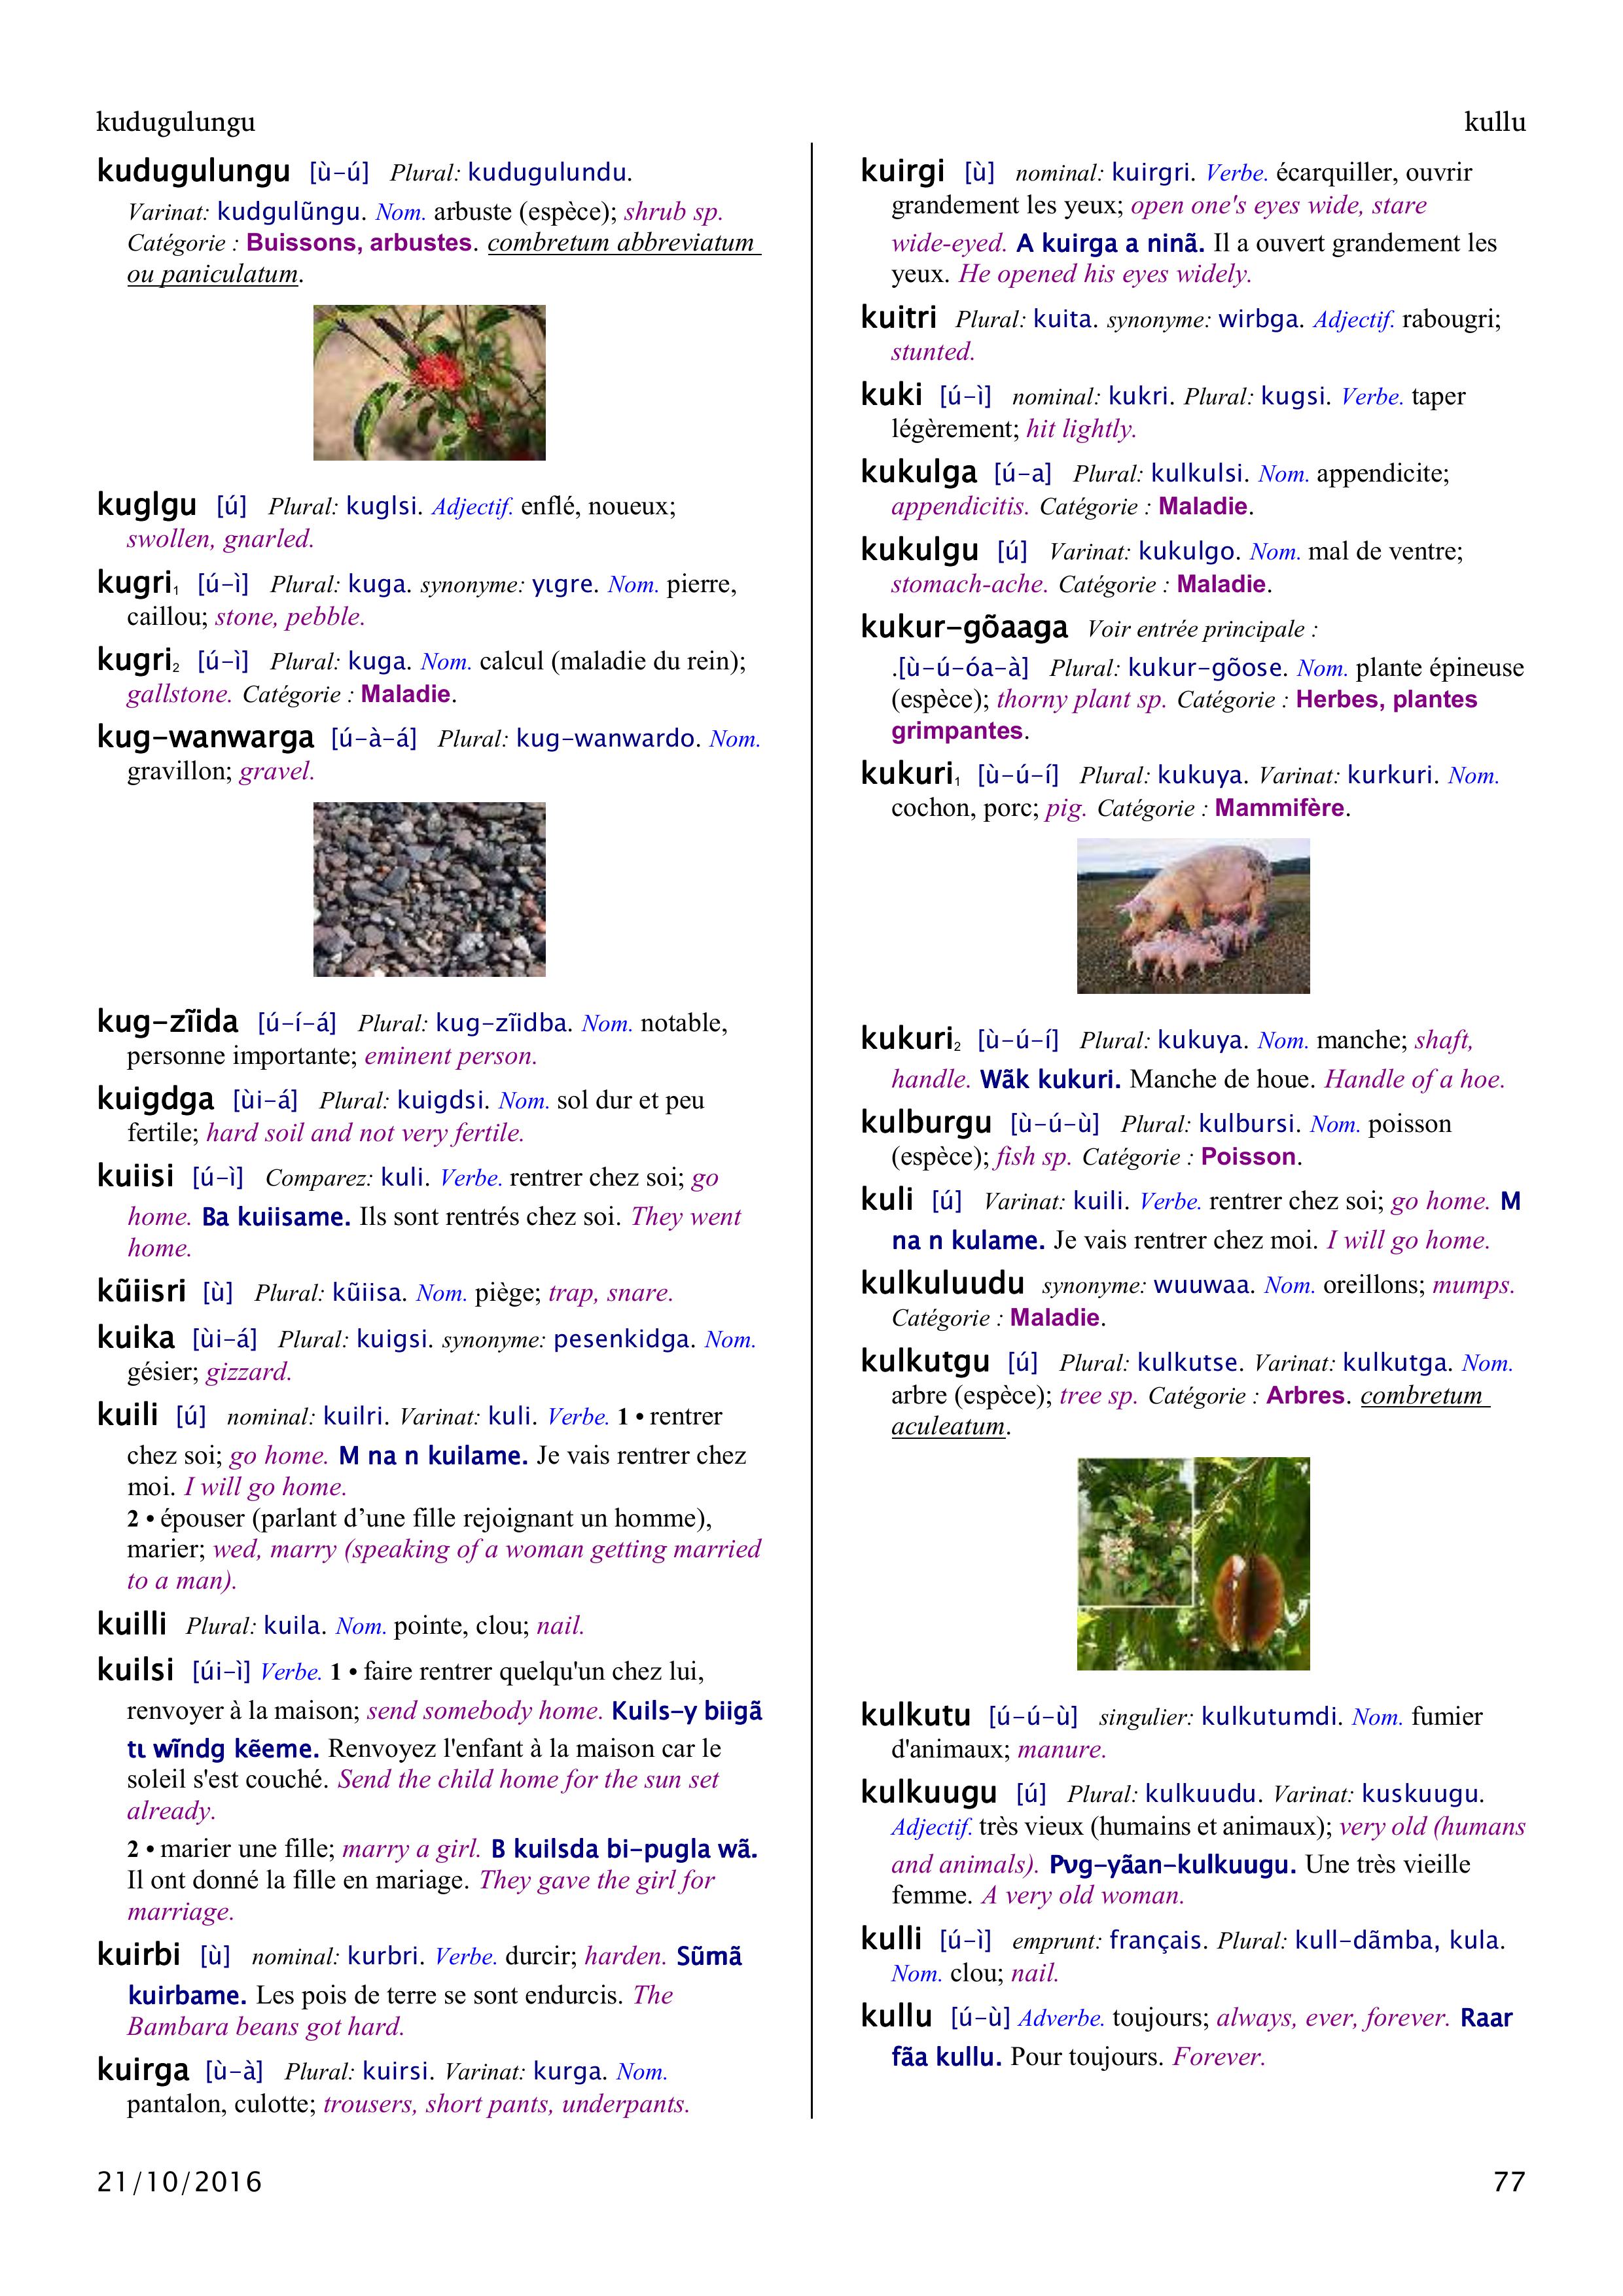 kudugulungu
kullu
kudugulungu [ù-ú] Plural: kudugulundu.
Varinat: kudgulũngu. Nom. arbuste (espèce); shrub sp.
Catégorie : Buissons, arbustes. combretum abbreviatum
ou paniculatum.
kuglgu [ú] Plural: kuglsi. Adjectif. enflé, noueux;
swollen, gnarled.
kugri₁ [ú-ì] Plural: kuga. synonyme: yɩgre. Nom. pierre,
caillou; stone, pebble.
kugri₂ [ú-ì] Plural: kuga. Nom. calcul (maladie du rein);
gallstone. Catégorie : Maladie.
kug-wanwarga [ú-à-á] Plural: kug-wanwardo. Nom.
gravillon; gravel.
kug-zĩida [ú-í-á] Plural: kug-zĩidba. Nom. notable,
personne importante; eminent person.
kuigdga [ùi-á] Plural: kuigdsi. Nom. sol dur et peu
fertile; hard soil and not very fertile.
kuiisi [ú-ì] Comparez: kuli. Verbe. rentrer chez soi; go
home. Ba kuiisame. Ils sont rentrés chez soi. They went
home.
kũiisri [ù] Plural: kũiisa. Nom. piège; trap, snare.
kuika [ùi-á] Plural: kuigsi. synonyme: pesenkidga. Nom.
gésier; gizzard.
kuili [ú] nominal: kuilri. Varinat: kuli. Verbe. 1 • rentrer
chez soi; go home. M na n kuilame. Je vais rentrer chez
moi. I will go home.
2 • épouser (parlant d’une fille rejoignant un homme),
marier; wed, marry (speaking of a woman getting married
to a man).
kuilli Plural: kuila. Nom. pointe, clou; nail.
kuilsi [úi-ì] Verbe. 1 • faire rentrer quelqu'un chez lui,
renvoyer à la maison; send somebody home. Kuils-y biigã
tɩ wĩndg kẽeme. Renvoyez l'enfant à la maison car le
soleil s'est couché. Send the child home for the sun set
already.
2 • marier une fille; marry a girl. B kuilsda bi-pugla wã.
Il ont donné la fille en mariage. They gave the girl for
marriage.
kuirbi [ù] nominal: kurbri. Verbe. durcir; harden. Sũmã
kuirbame. Les pois de terre se sont endurcis. The
Bambara beans got hard.
kuirga [ù-à] Plural: kuirsi. Varinat: kurga. Nom.
pantalon, culotte; trousers, short pants, underpants.
kuirgi [ù] nominal: kuirgri. Verbe. écarquiller, ouvrir
grandement les yeux; open one's eyes wide, stare
wide-eyed. A kuirga a ninã. Il a ouvert grandement les
yeux. He opened his eyes widely.
kuitri Plural: kuita. synonyme: wirbga. Adjectif. rabougri;
stunted.
kuki [ú-ì] nominal: kukri. Plural: kugsi. Verbe. taper
légèrement; hit lightly.
kukulga [ú-a] Plural: kulkulsi. Nom. appendicite;
appendicitis. Catégorie : Maladie.
kukulgu [ú] Varinat: kukulgo. Nom. mal de ventre;
stomach-ache. Catégorie : Maladie.
kukur-gõaaga Voir entrée principale :
.[ù-ú-óa-à] Plural: kukur-gõose. Nom. plante épineuse
(espèce); thorny plant sp. Catégorie : Herbes, plantes
grimpantes.
kukuri₁ [ù-ú-í] Plural: kukuya. Varinat: kurkuri. Nom.
cochon, porc; pig. Catégorie : Mammifère.
kukuri₂ [ù-ú-í] Plural: kukuya. Nom. manche; shaft,
handle. Wãk kukuri. Manche de houe. Handle of a hoe.
kulburgu [ù-ú-ù] Plural: kulbursi. Nom. poisson
(espèce); fish sp. Catégorie : Poisson.
kuli [ú] Varinat: kuili. Verbe. rentrer chez soi; go home. M
na n kulame. Je vais rentrer chez moi. I will go home.
kulkuluudu synonyme: wuuwaa. Nom. oreillons; mumps.
Catégorie : Maladie.
kulkutgu [ú] Plural: kulkutse. Varinat: kulkutga. Nom.
arbre (espèce); tree sp. Catégorie : Arbres. combretum
aculeatum.
kulkutu [ú-ú-ù] singulier: kulkutumdi. Nom. fumier
d'animaux; manure.
kulkuugu [ú] Plural: kulkuudu. Varinat: kuskuugu.
Adjectif. très vieux (humains et animaux); very old (humans
and animals). Pʋg-yãan-kulkuugu. Une très vieille
femme. A very old woman.
kulli [ú-ì] emprunt: français. Plural: kull-dãmba, kula.
Nom. clou; nail.
kullu [ú-ù] Adverbe. toujours; always, ever, forever. Raar
fãa kullu. Pour toujours. Forever.
21/10/2016
77